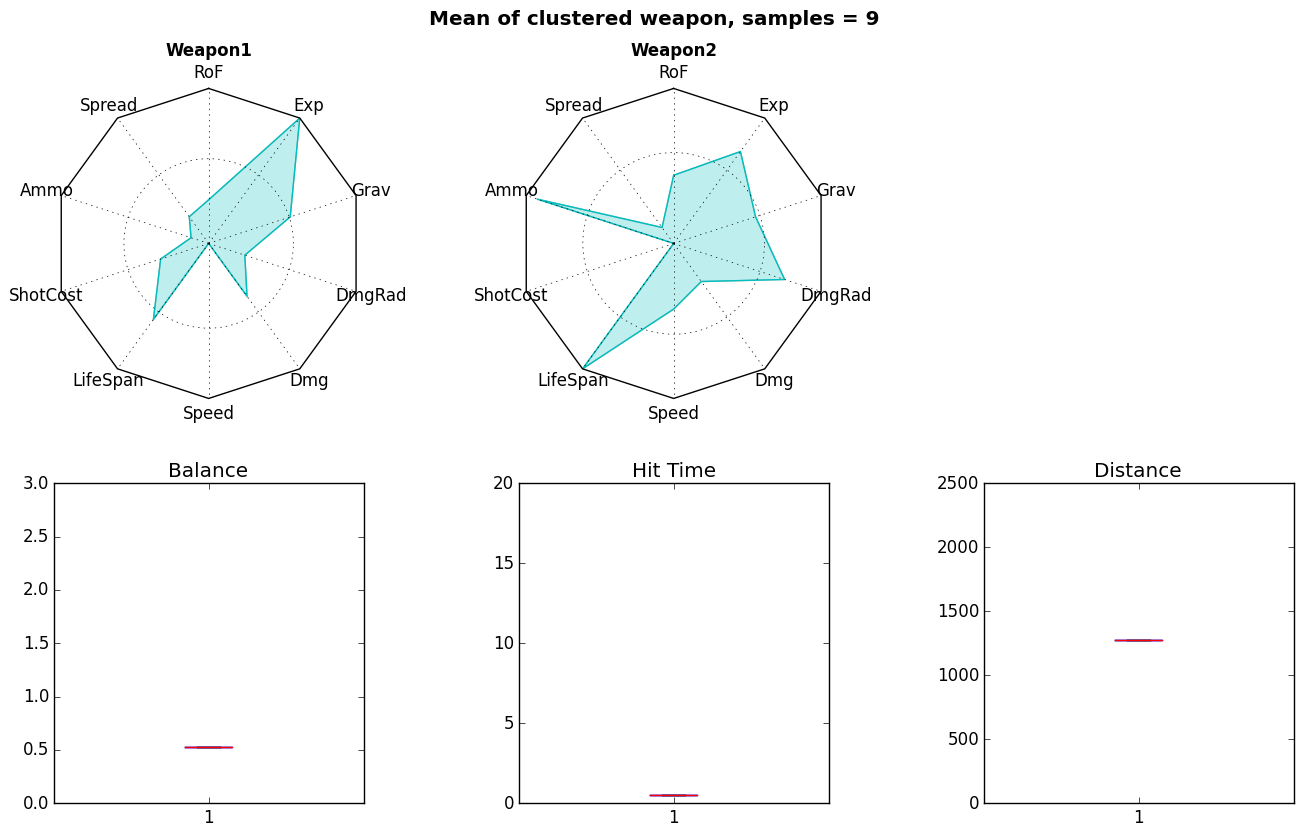 Mean of clustered weapon, samples = 9
Weapon1
RoF
Spread
Exp
Ammo
Grav
ShotCost
DmgRad
LifeSpan
Dmg
Speed
Weapon2
RoF
Spread
Exp
Ammo
Grav
ShotCost
DmgRad
LifeSpan
Dmg
Speed
Balance
3.0
2.5
2.0
1.5
1.0
0.5
0.0
1
Hit Time
20
15
10
5
0
1
Distance
2500
2000
1500
1000
500
0
1